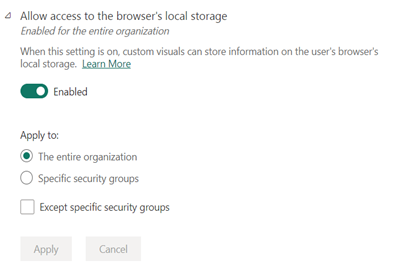 Allow access to the browser's local storage
Enabled for the entire organization
When this setting is on, custom visuals can store information on the user's browser's
local storage. Learn More
Enabled
Apply to:
The entire organization
Specific security groups
Except specific security groups
Apply Cancel